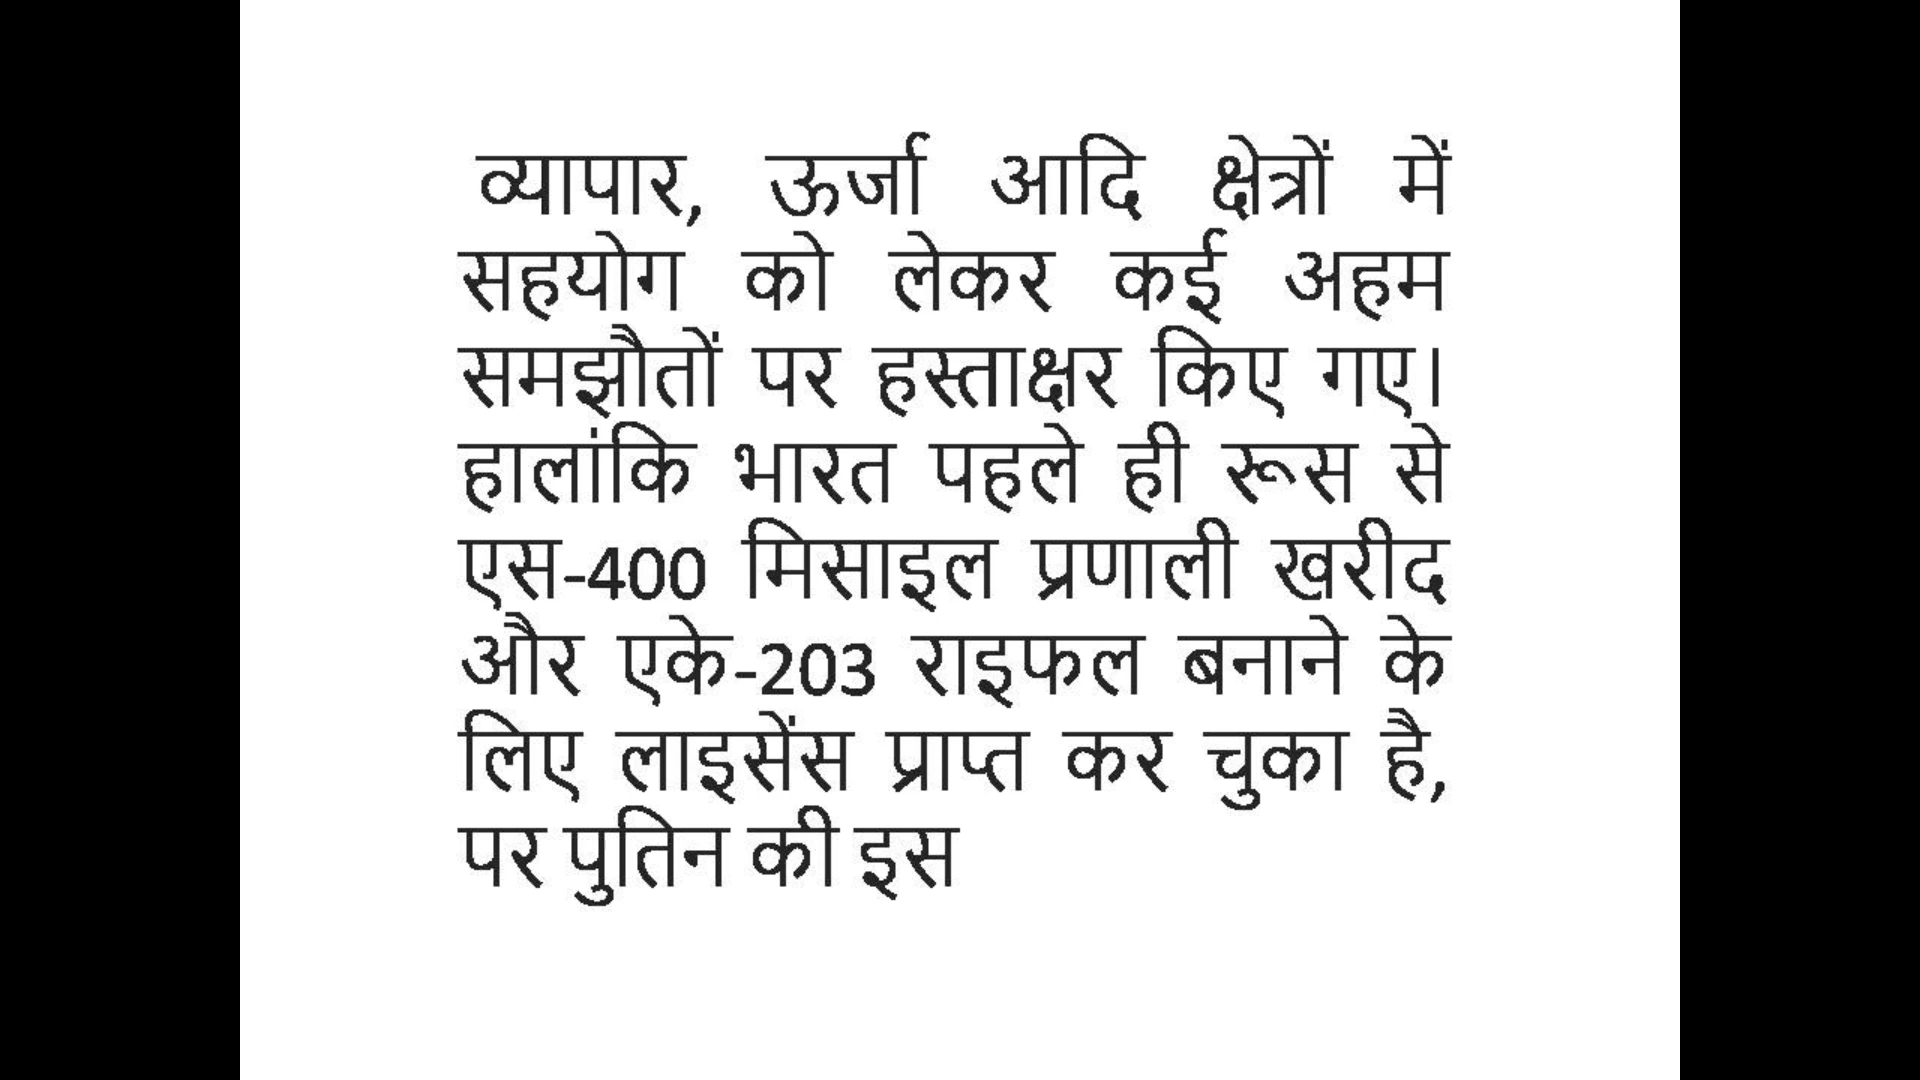 व्यापार, ऊर्जा आदि क्षेत्रों में
सहयोग को लेकर कई अहम
समझौतों पर हस्ताक्षर किए गए।
हालांकि भारत पहले ही रूस से
एस-400 मिसाइल प्रणाली खरीद
और एके-203 राइफल बनाने के
लिए लाइसेंस प्राप्त कर चुका है,
पर पुतिन की इस